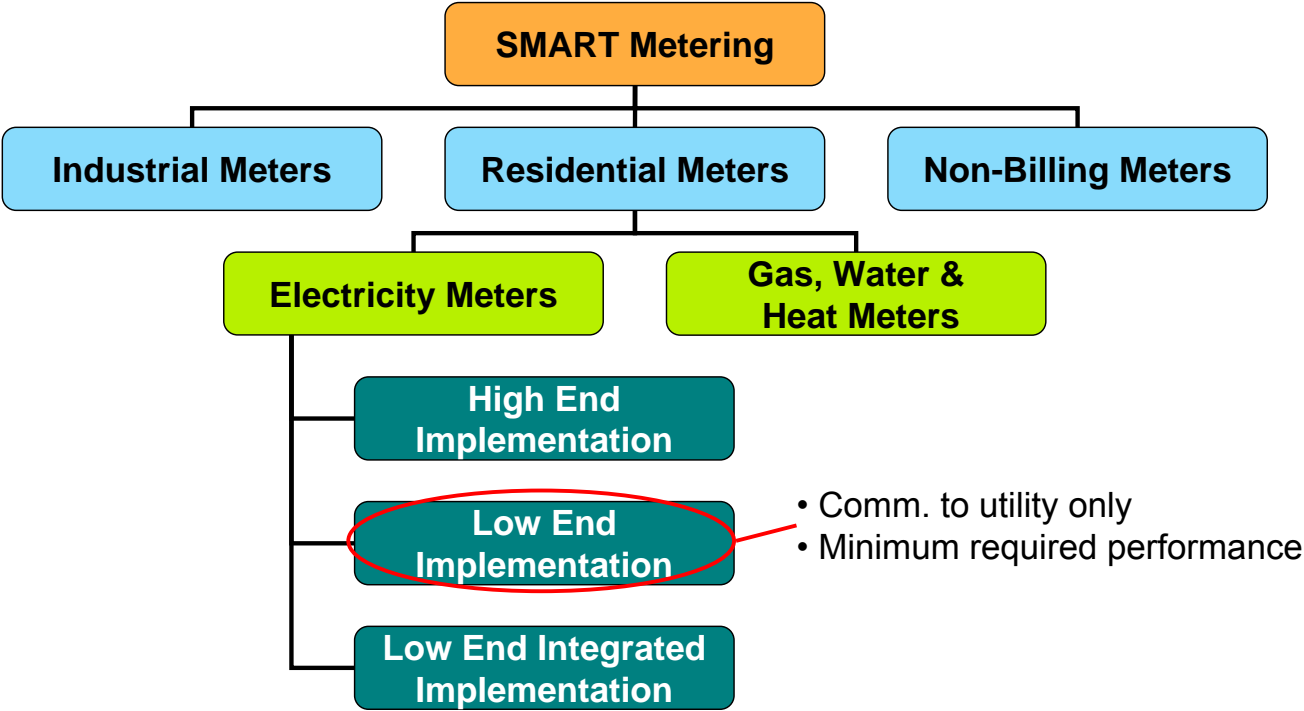 SMART Metering
Industrial Meters
Residential Meters
Non-Billing Meters
Electricity Meters
Gas, Water &
Heat Meters
High End
Implementation
Low End
Implementation
• Comm. to utility only
• Minimum required performance
Low End Integrated
Implementation